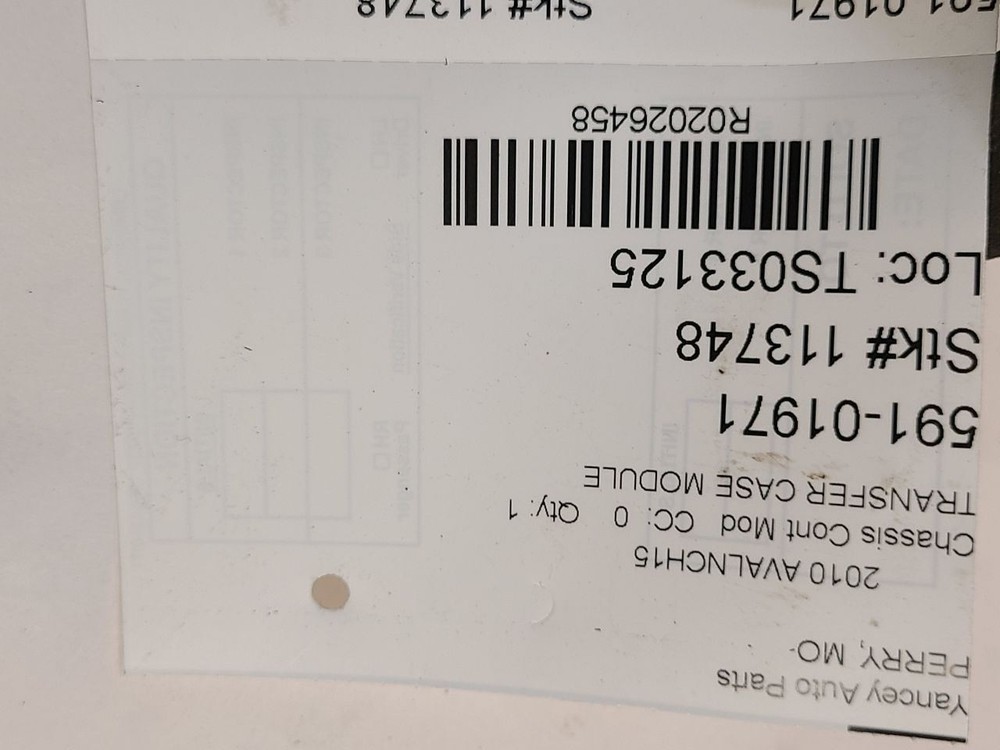 Yancey Auto Parts
PERRY, MO
2010 AVALNCH15
Chassis Cont Mod CC: 0 Qty: 1
TRANSFER CASE MODULE
591-01971
Stk# 113748
Loc: TS033125
R02026458
591-01971 Stk# 113748